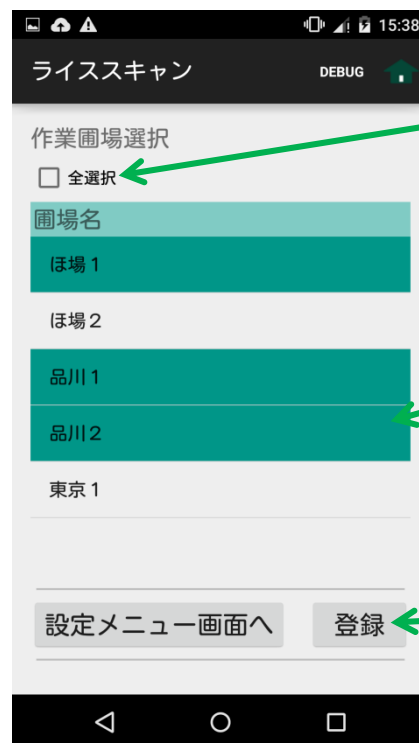 15:38
ライススキャン DEBUG
作業圃場選択
全選択
圃場名
ほ場1
ほ場2
品川1
品川2
東京1
設定メニュー画面へ 登録